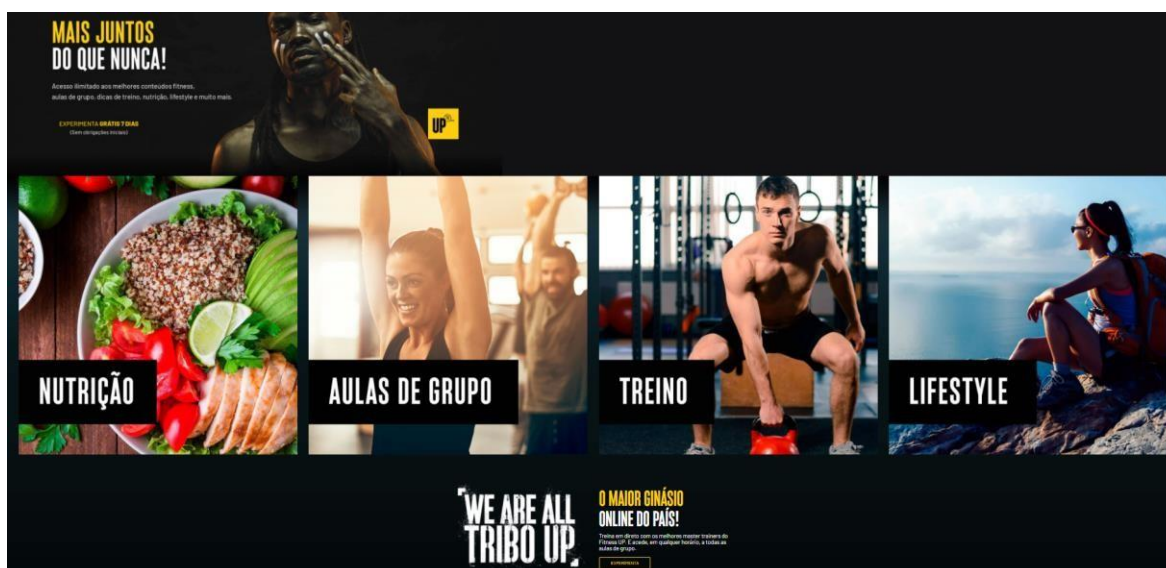 MAIS JUNTOS
DO QUE NUNCA!
Acesso ilimitado aos melhores conteúdos fitness,
aulas de grupo, dicas de treino, nutrição, lifestyle e muito mais.
EXPERIMENTA GRÁTIS 7 DIAS
(Sem obrigações iniciais)
UP
NUTRIÇÃO
AULAS DE GRUPO
TREINO
LIFESTYLE
WE ARE ALL
TRIBO UP
O MAIOR GINÁSIO
ONLINE DO PAÍS!
Treina em direto com os melhores master trainers do
Fitness UP. E acede, em qualquer horário, a todas as
aulas de grupo.
EXPERIMENTA